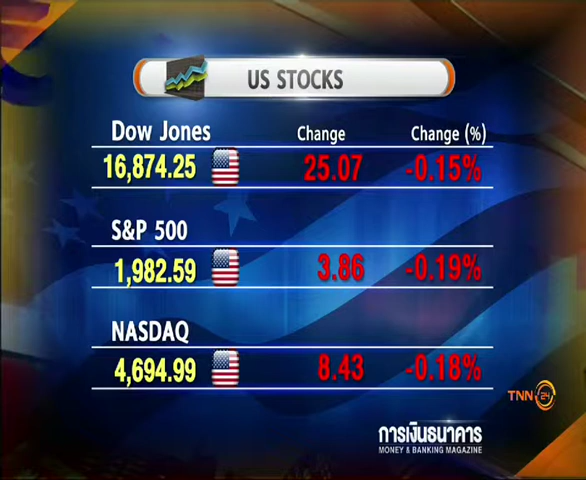 US STOCKS
Dow Jones Change Change (%)
16,874.25 25.07 -0.15%
S&P 500
1,982.59 3.86 -0.19%
NASDAQ
4,694.99 8.43 -0.18%
TNN 24
การเงินธนาคาร
MONEY & BANKING MAGAZINE